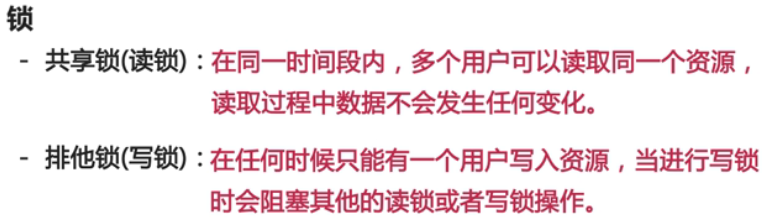 锁
- 共享锁(读锁)：在同一时间段内，多个用户可以读取同一个资源，
读取过程中数据不会发生任何变化。
- 排他锁(写锁)：在任何时候只能有一个用户写入资源，当进行写锁
时会阻塞其他的读锁或者写锁操作。